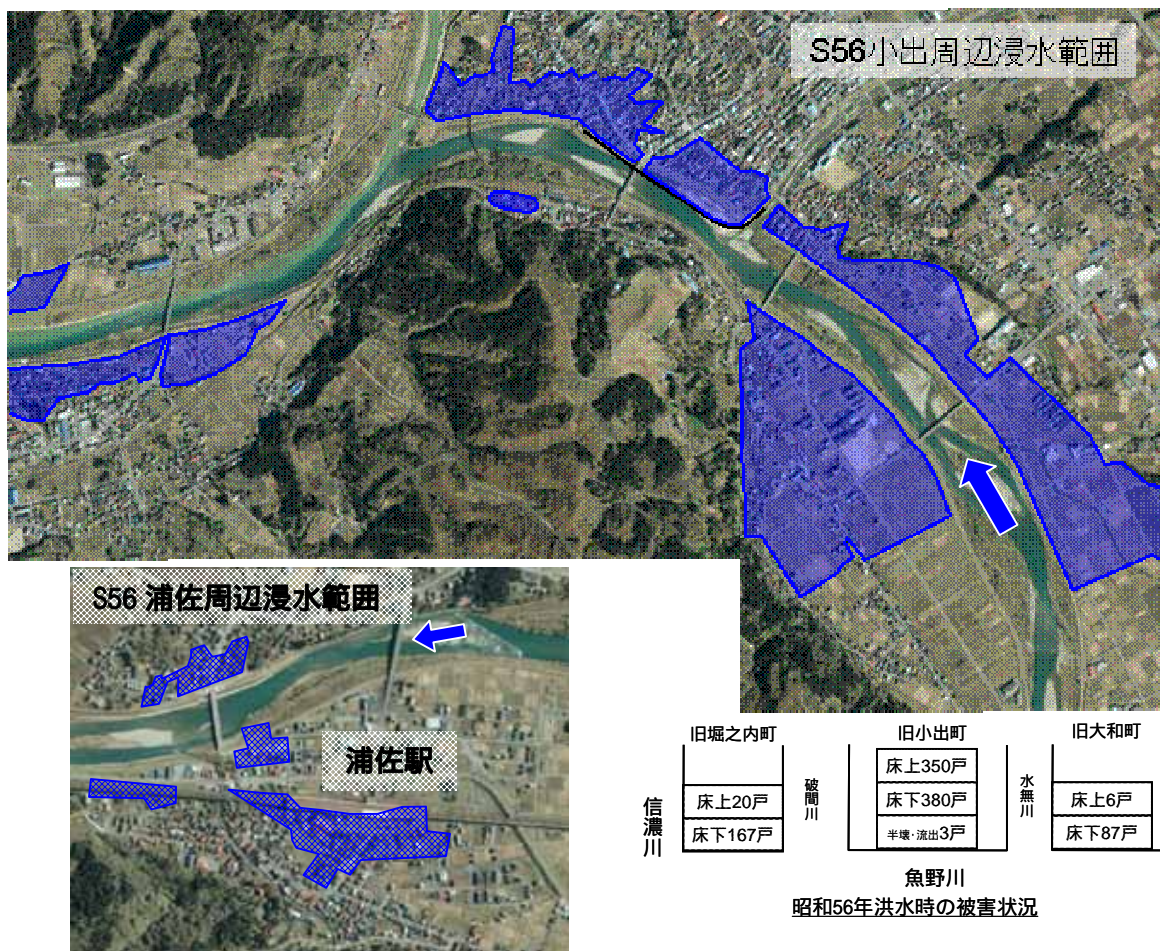 S56小出周辺浸水範囲
S56 浦佐周辺浸水範囲
浦佐駅
旧堀之内町
旧小出町
旧大和町
床上350戸
床上20戸
床下380戸
床上6戸
床下167戸
半壊・流出3戸
床下87戸
信濃川
破間川
水無川
魚野川
昭和56年洪水時の被害状況